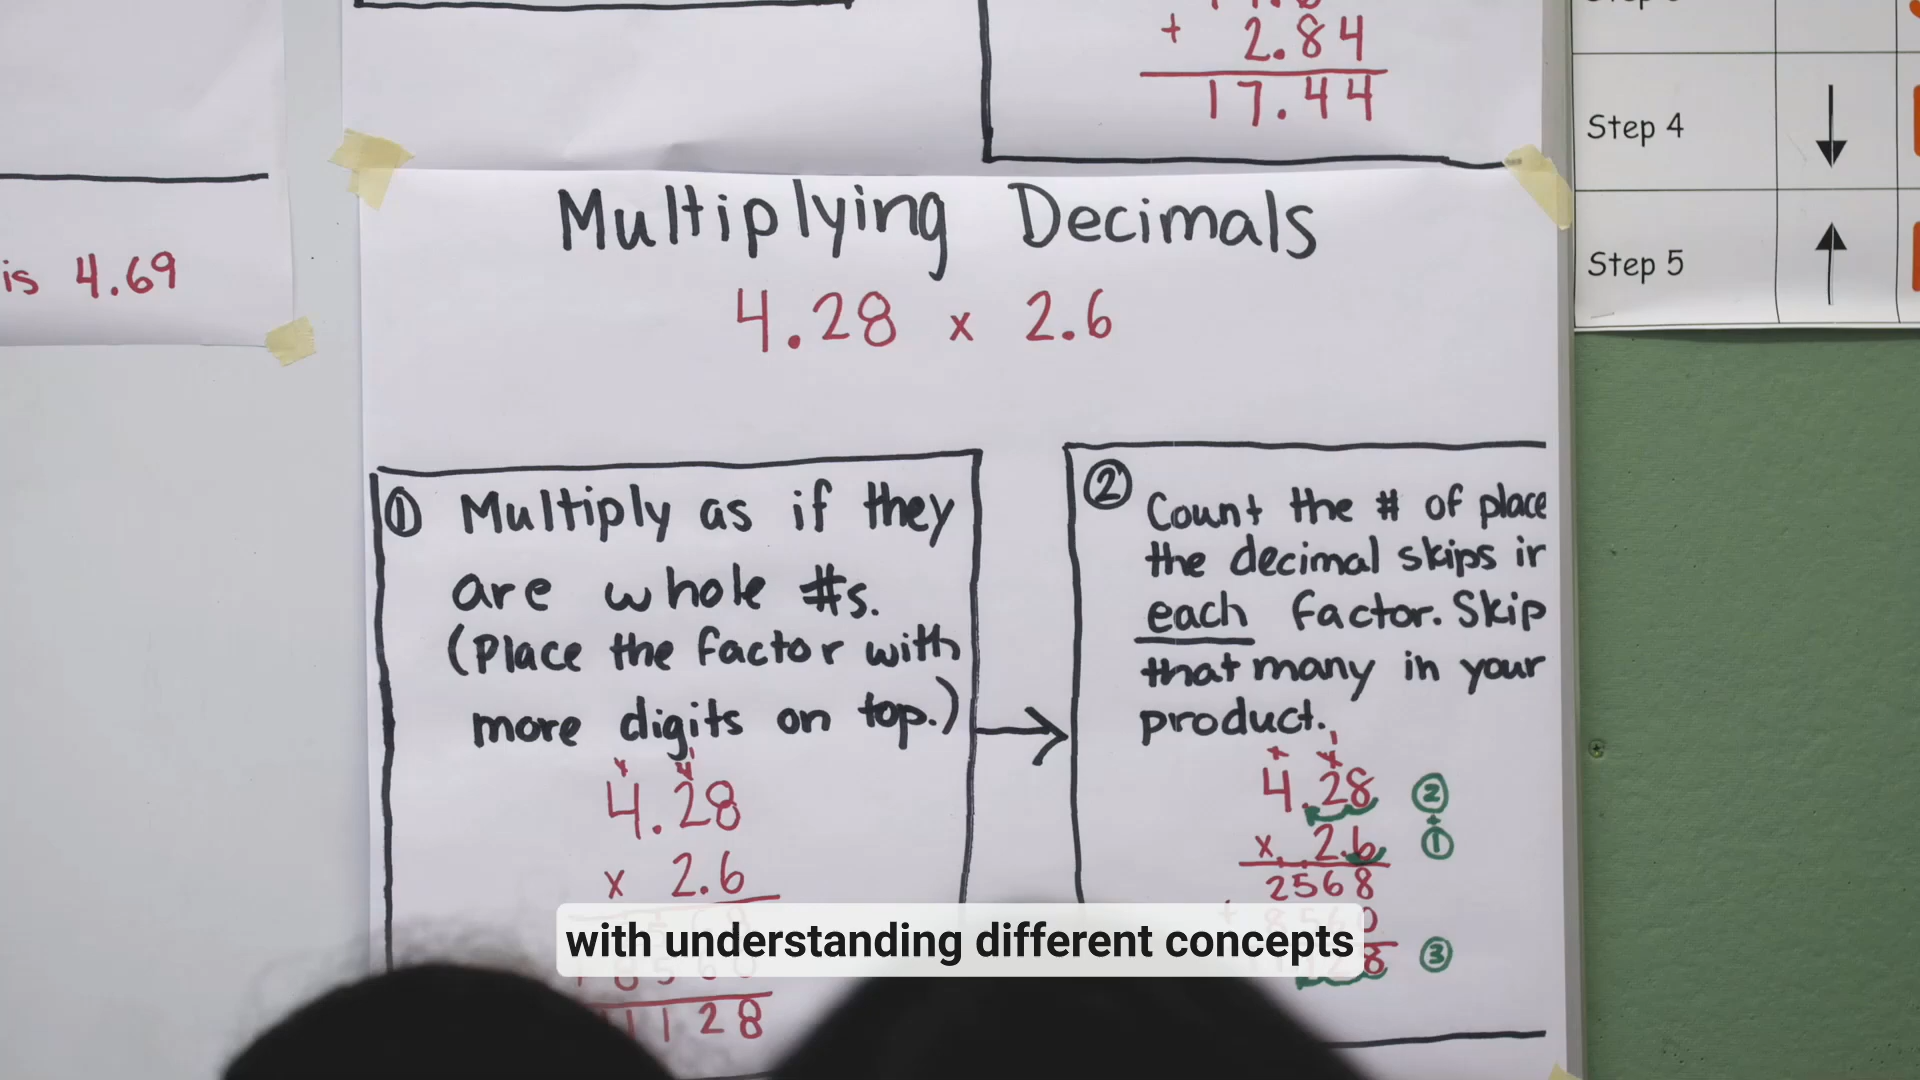 + 2.84
17.44
Step 4
Step 5
is 4.69
Multiplying Decimals
4.28 x 2.6
① Multiply as if they
are whole #s.
(Place the factor with
more digits on top.)
4.28
x 2.6
1128
② Count the # of place
the decimal skips in
each factor. Skip
that many in your
product.
4.28 ②
+
x 2.6 ①
2568
③
with understanding different concepts